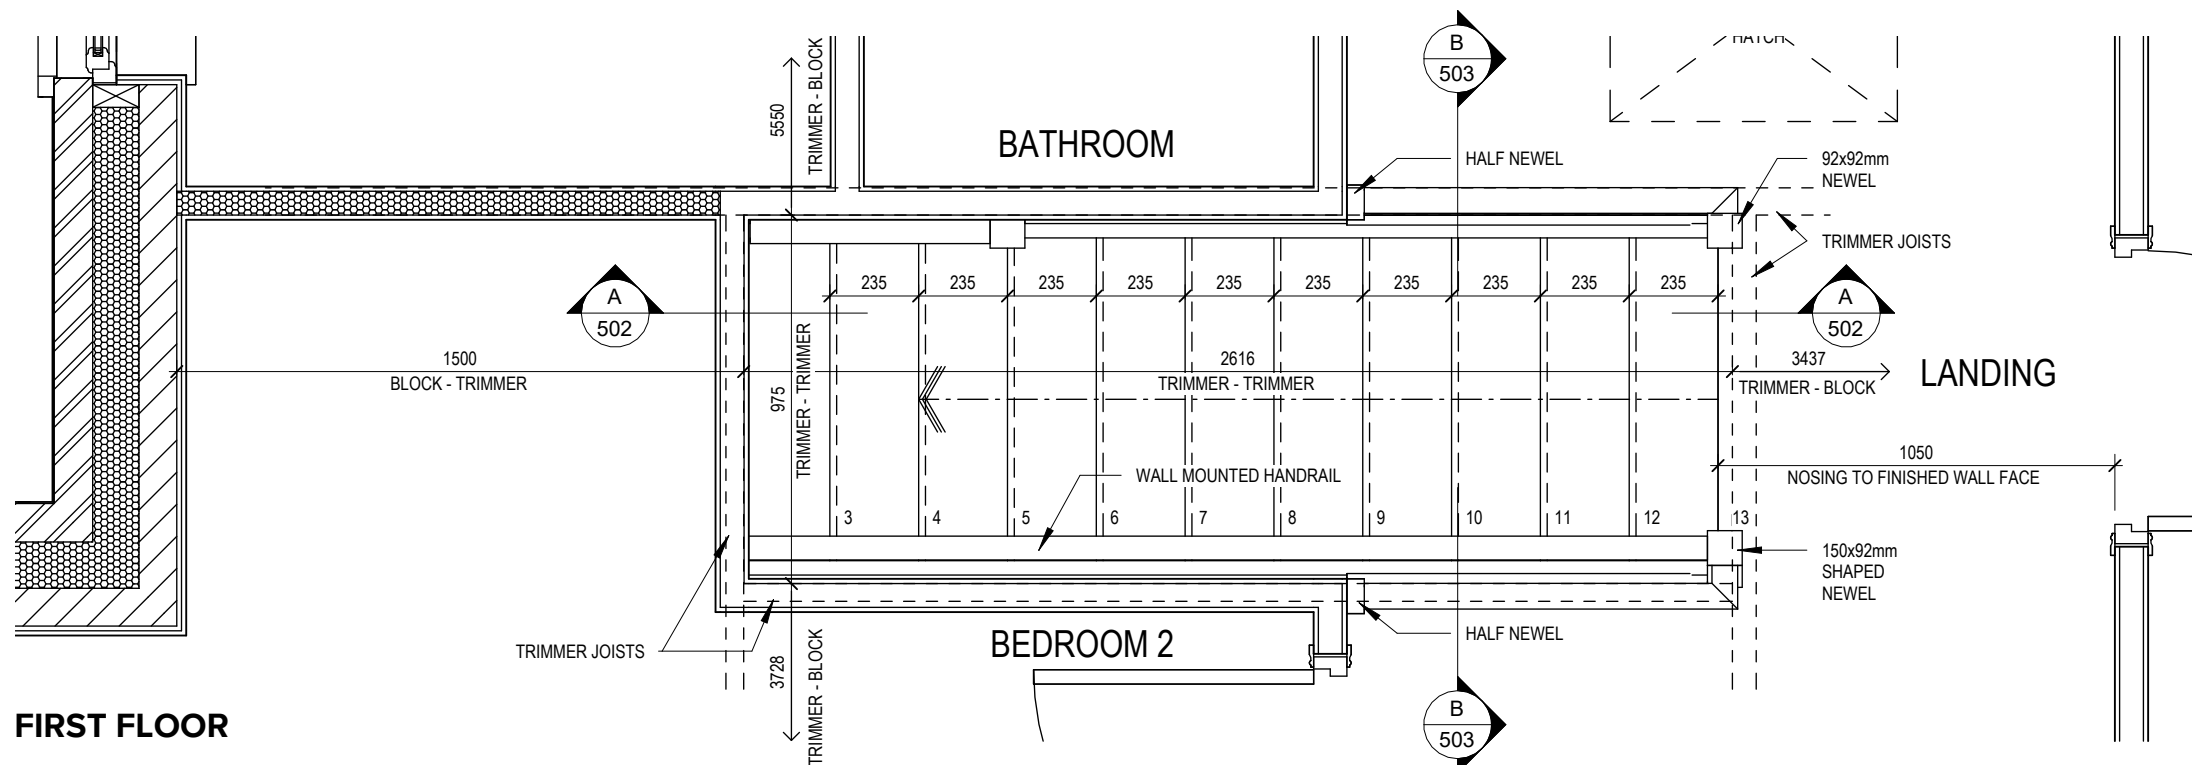 B
503
HATCH
5550
TRIMMER - BLOCK
BATHROOM
HALF NEWEL
92x92mm
NEWEL
TRIMMER JOISTS
235 235 235 235 235 235 235 235 235 235
A
502
A
502
1500
BLOCK - TRIMMER
975
TRIMMER - TRIMMER
2616
TRIMMER - TRIMMER
3437
TRIMMER - BLOCK
LANDING
WALL MOUNTED HANDRAIL
1050
NOSING TO FINISHED WALL FACE
3 4 5 6 7 8 9 10 11 12 13
150x92mm
SHAPED
NEWEL
TRIMMER JOISTS
3728
TRIMMER - BLOCK
BEDROOM 2
HALF NEWEL
B
503
FIRST FLOOR